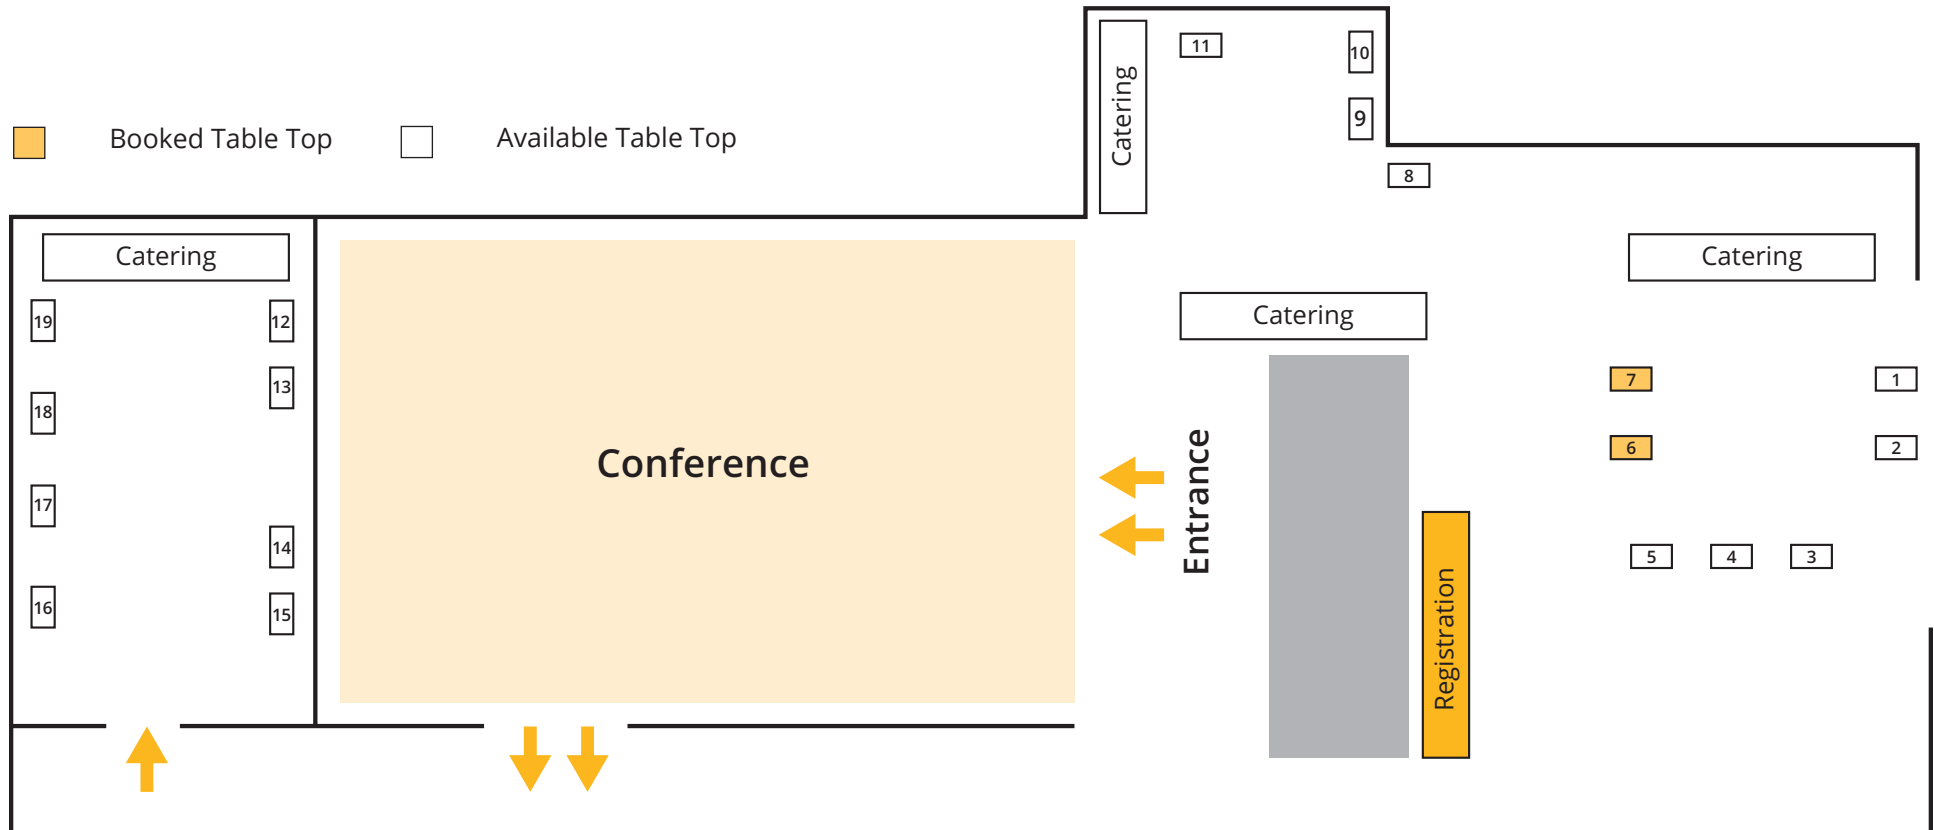 11
10
Catering
9
Booked Table Top
Available Table Top
8
Catering
Catering
Catering
19
12
13
7
1
18
Conference
Entrance
6
2
17
14
5
4
3
16
15
Registration